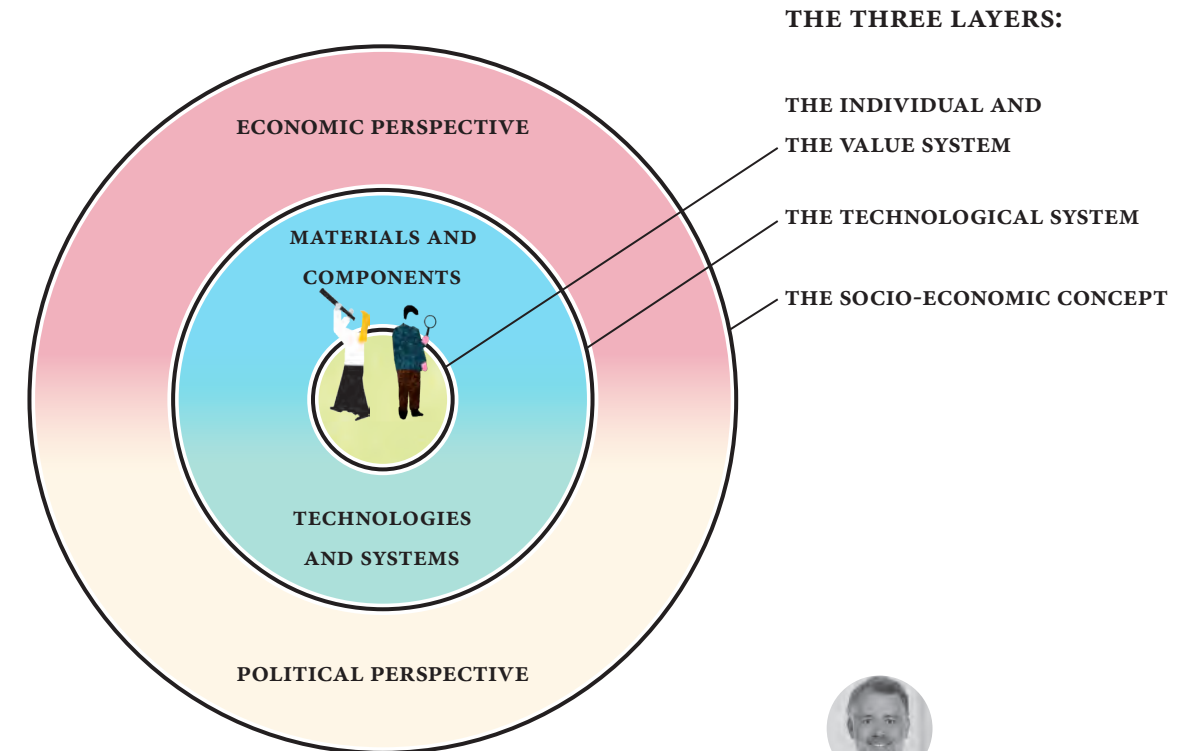 THE THREE LAYERS:
ECONOMIC PERSPECTIVE
MATERIALS AND
COMPONENTS
TECHNOLOGIES
AND SYSTEMS
POLITICAL PERSPECTIVE
THE INDIVIDUAL AND
THE VALUE SYSTEM
THE TECHNOLOGICAL SYSTEM
THE SOCIO-ECONOMIC CONCEPT